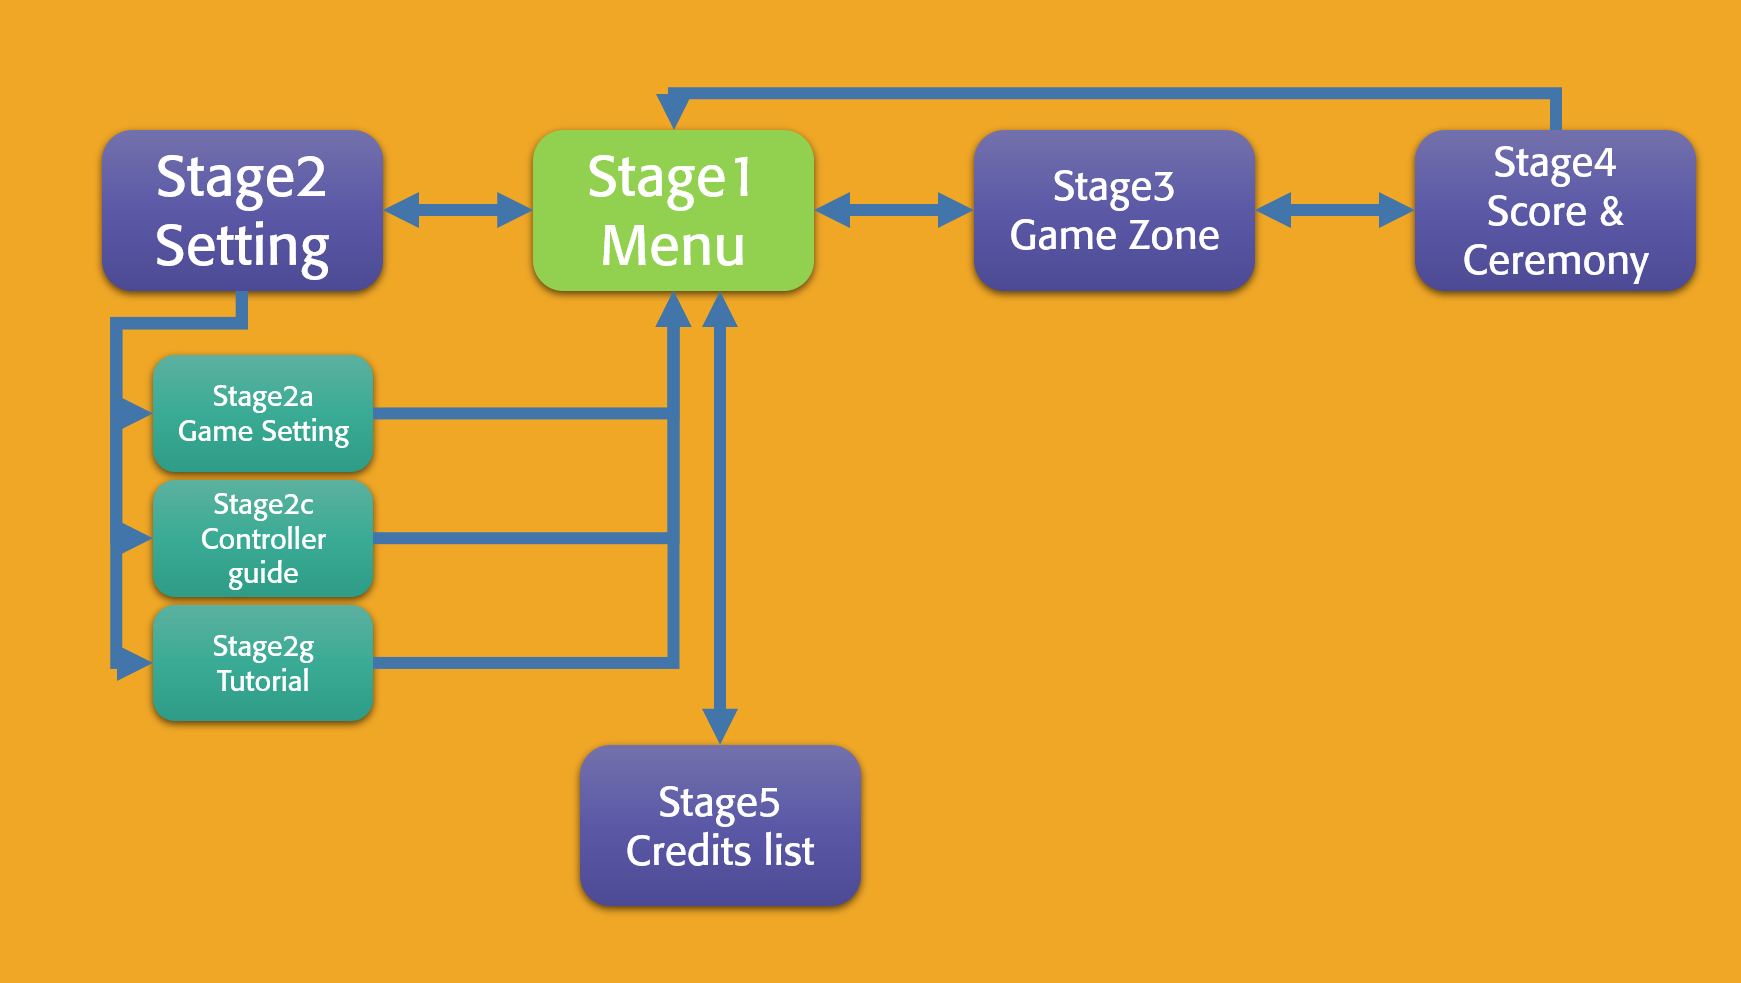 Stage2
Setting
Stage1
Menu
Stage3
Game Zone
Stage4
Score &
Ceremony
Stage2a
Game Setting
Stage2c
Controller
guide
Stage2g
Tutorial
Stage5
Credits list